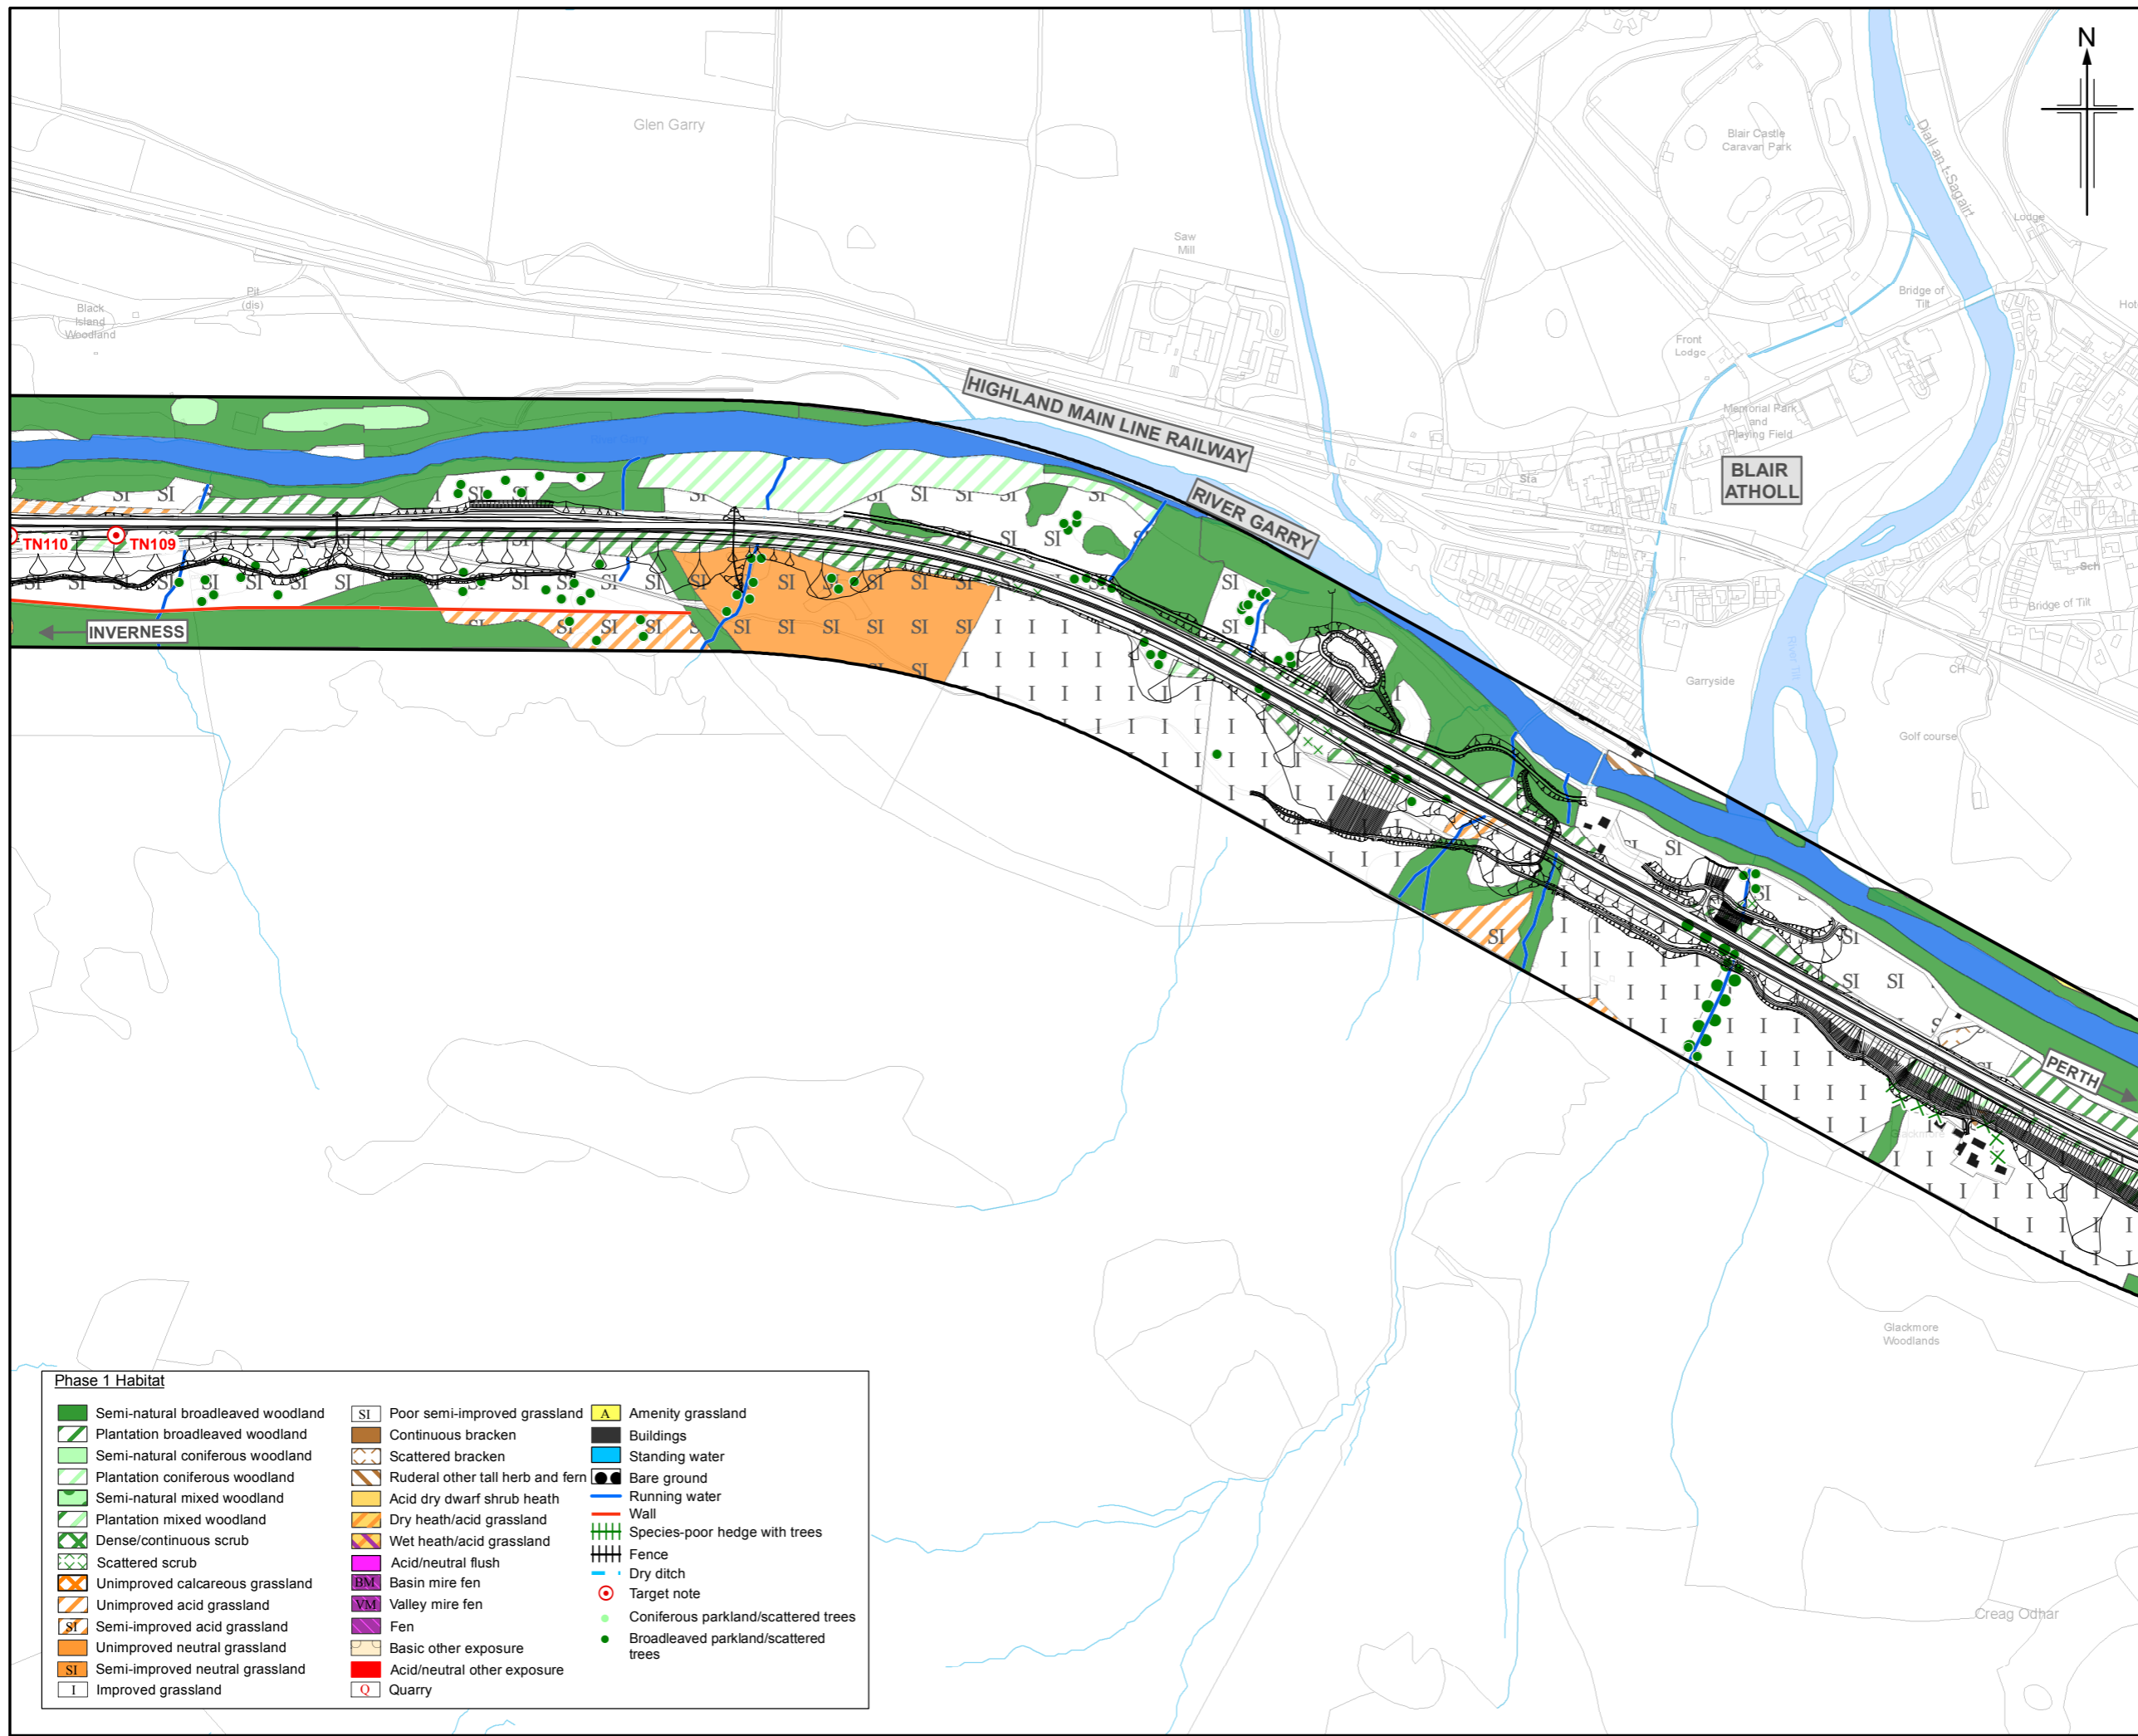 N
Glen Garry
Blair Castle
Caravan Park
Diall an t-Sagairt
Lodge
Saw
Mill
Pit
(dis)
Black
Island
Woodland
Bridge of
Tilt
Front
Lodge
HIGHLAND MAIN LINE RAILWAY
Memorial Park
and
Playing Field
BLAIR
ATHOLL
Sta
RIVER GARRY
TN110
TN109
Sch
Bridge of Tilt
INVERNESS
River Tilt
Garryside
CH
Golf course
PERTH
Glackmore
Glackmore
Woodlands
Creag Odhar
Phase 1 Habitat
Semi-natural broadleaved woodland
Plantation broadleaved woodland
Semi-natural coniferous woodland
Plantation coniferous woodland
Semi-natural mixed woodland
Plantation mixed woodland
Dense/continuous scrub
Scattered scrub
Unimproved calcareous grassland
Unimproved acid grassland
SI Semi-improved acid grassland
Unimproved neutral grassland
SI Semi-improved neutral grassland
I Improved grassland
SI Poor semi-improved grassland
Continuous bracken
Scattered bracken
Ruderal other tall herb and fern
Acid dry dwarf shrub heath
Dry heath/acid grassland
Wet heath/acid grassland
Acid/neutral flush
BM Basin mire fen
VM Valley mire fen
Fen
Basic other exposure
Acid/neutral other exposure
Q Quarry
A Amenity grassland
Buildings
Standing water
Bare ground
Running water
Wall
Species-poor hedge with trees
Fence
Dry ditch
Target note
Coniferous parkland/scattered trees
Broadleaved parkland/scattered
trees